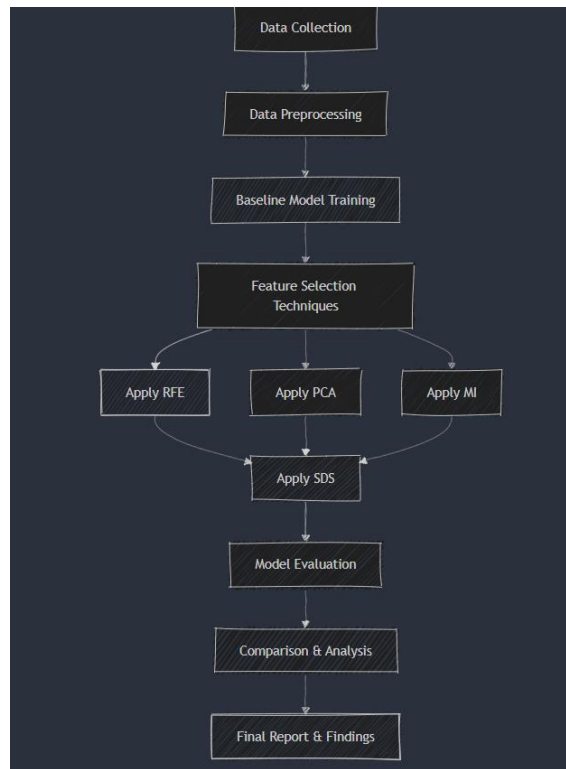 Data Collection
Data Preprocessing
Baseline Model Training
Feature Selection
Techniques
Apply RFE
Apply PCA
Apply MI
Apply SDS
Model Evaluation
Comparison & Analysis
Final Report & Findings